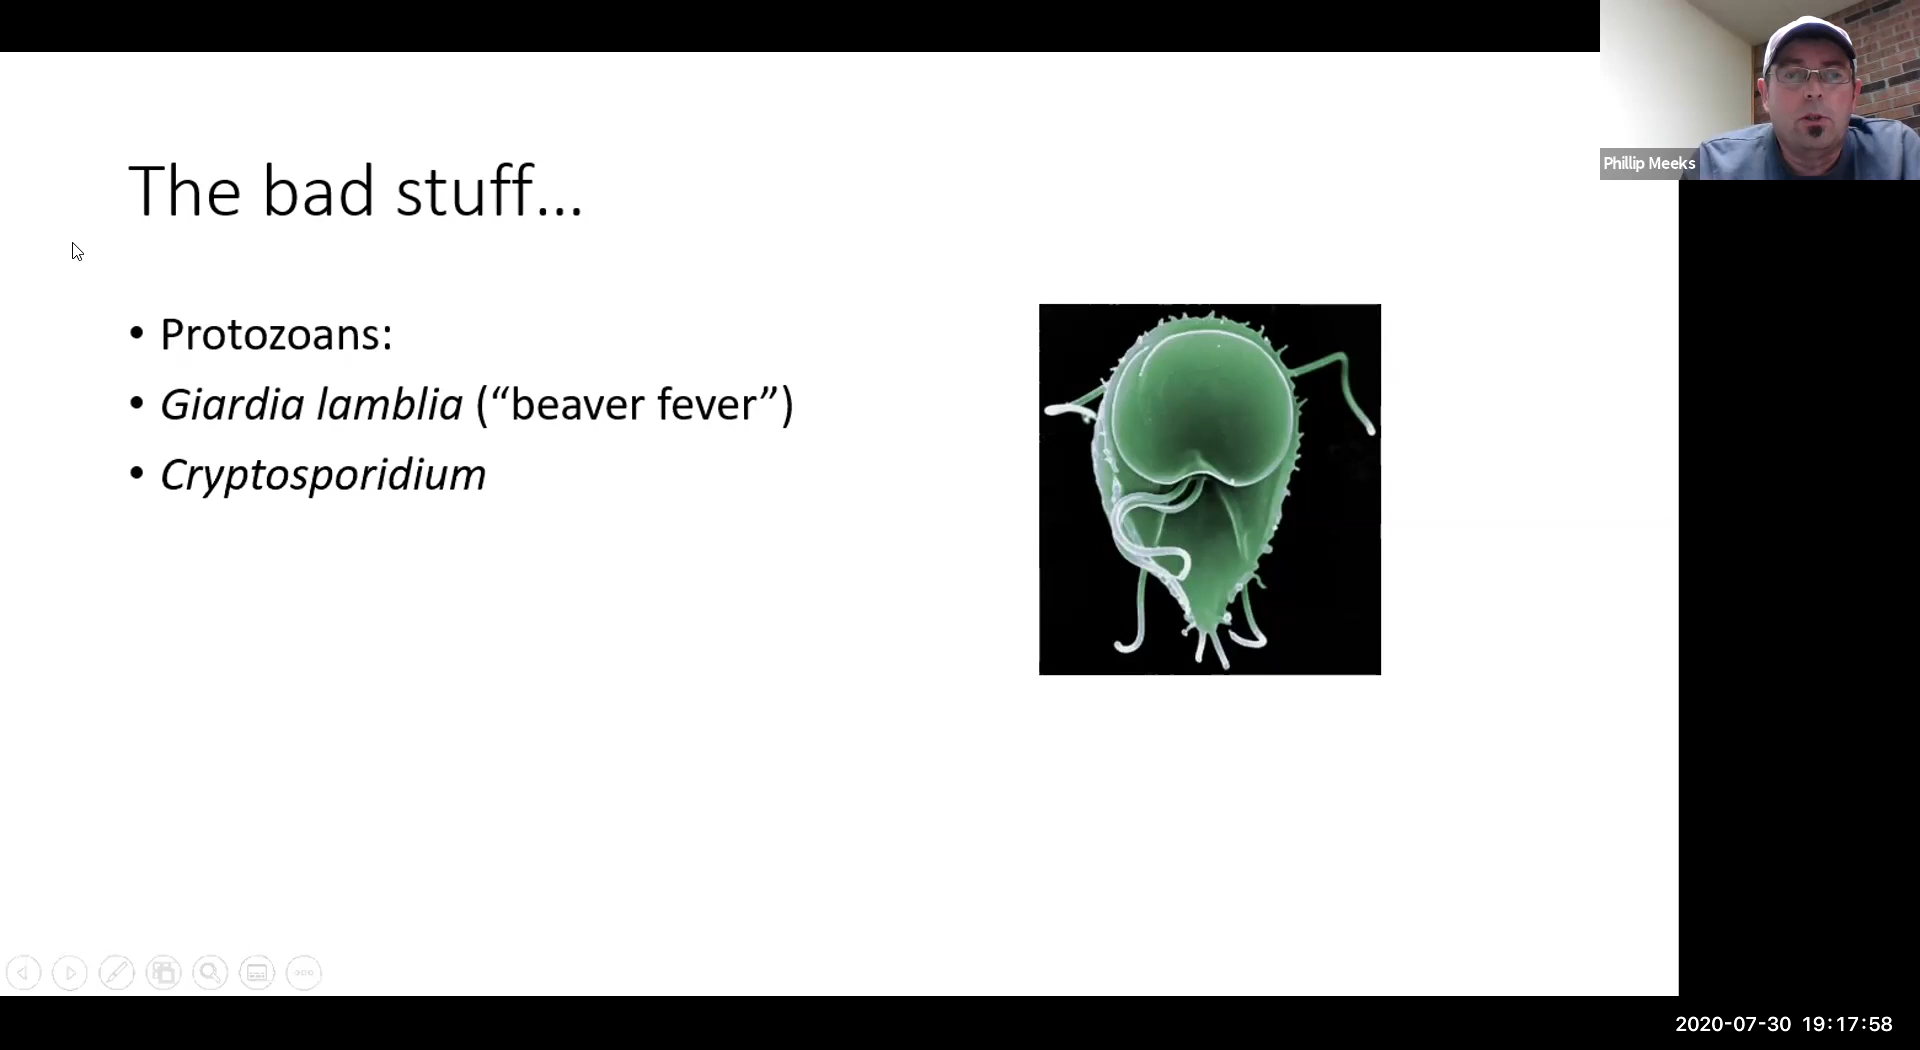 The bad stuff...
• Protozoans:
• Giardia lamblia (“beaver fever”)
• Cryptosporidium
Phillip Meeks
2020-07-30 19:17:58